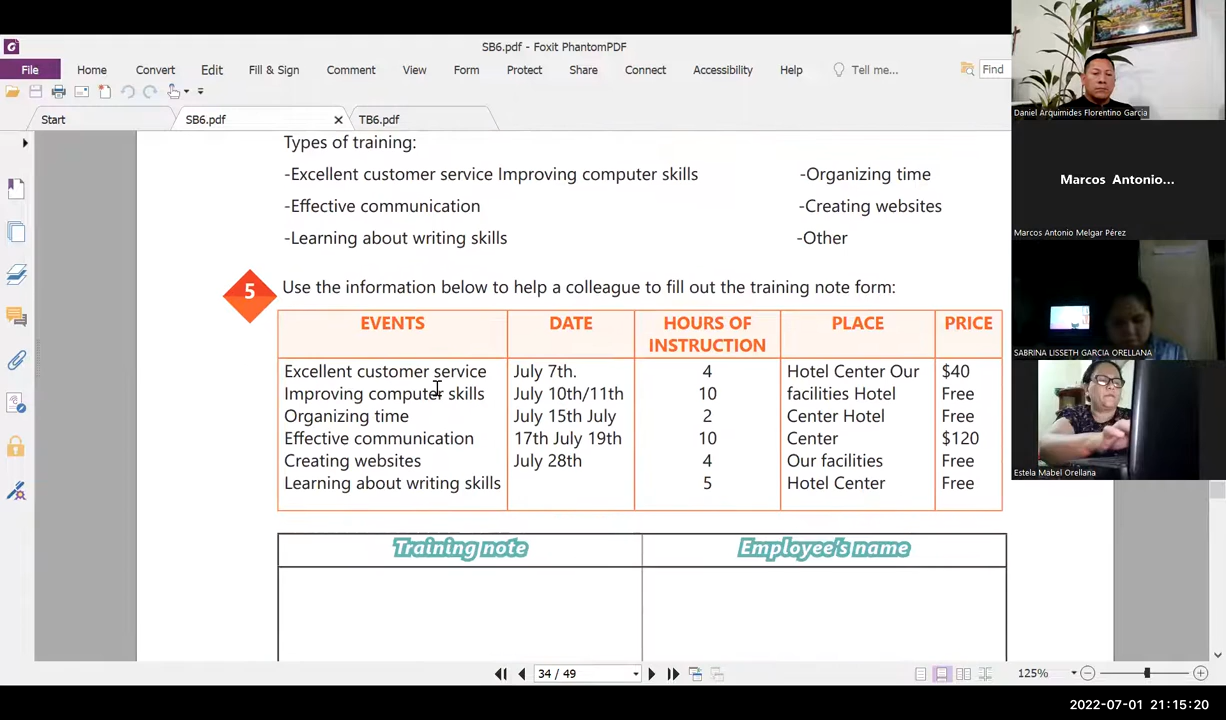 SB6.pdf - Foxit PhantomPDF
File Home Convert Edit Fill & Sign Comment View Form Protect Share Connect Accessibility Help Tell me... Find
Start SB6.pdf TB6.pdf
Types of training:
-Excellent customer service Improving computer skills -Organizing time
-Effective communication -Creating websites
-Learning about writing skills -Other
5 Use the information below to help a colleague to fill out the training note form:
EVENTS DATE HOURS OF INSTRUCTION PLACE PRICE
Excellent customer service July 7th. 4 Hotel Center Our $40
Improving computer skills July 10th/11th 10 facilities Hotel Free
Organizing time July 15th July 2 Center Hotel Free
Effective communication 17th July 19th 10 Center $120
Creating websites July 28th 4 Our facilities Free
Learning about writing skills 5 Hotel Center Free
Training note Employee's name
34 / 49 125%
Daniel Arquimides Florentino Garcia
Marcos Antonio...
Marcos Antonio Melgar Pérez
SABRINA LISSETH GARCIA ORELLANA
Estela Mabel Orellana
2022-07-01 21:15:20